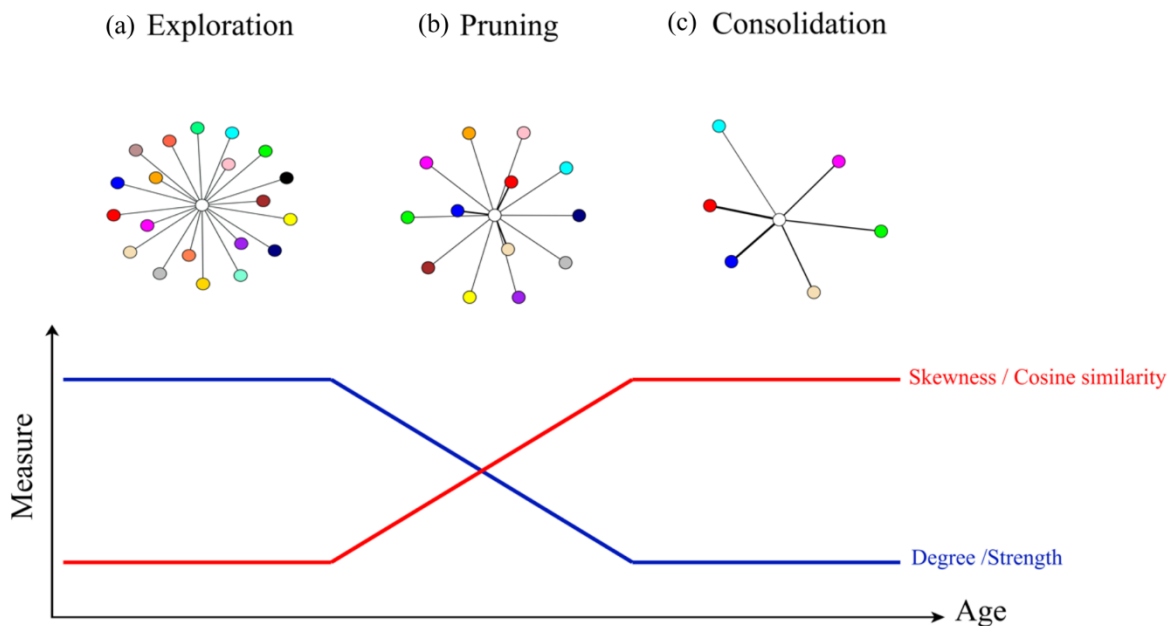 (a) Exploration
(b) Pruning
(c) Consolidation
Skewness / Cosine similarity
Measure
Degree /Strength
Age